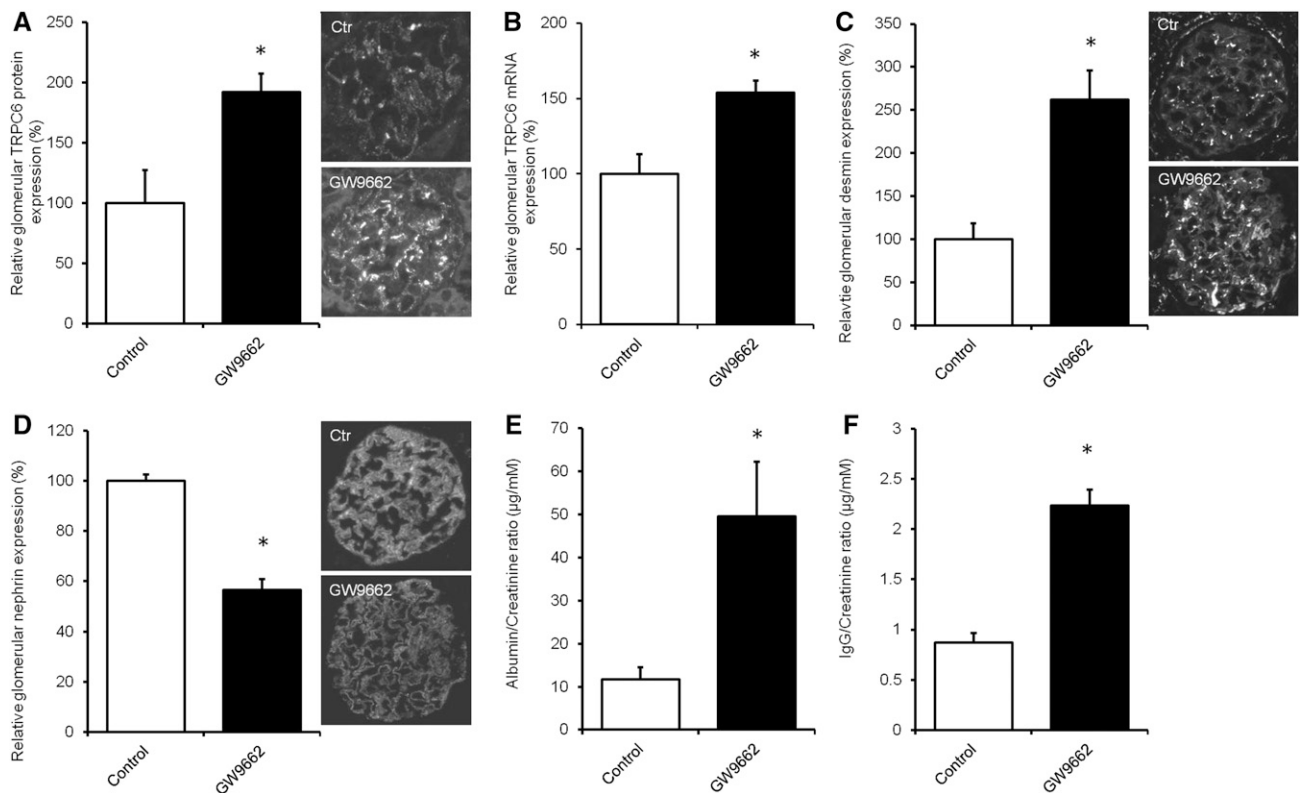 A
Relative glomerular TRPC6 protein
expression (%)
250
200
150
100
50
0
*
Control
GW9662
Ctr
GW9662
B
Relative glomerular TRPC6 mRNA
expression (%)
200
150
100
50
0
*
Control
GW9662
C
Relavtie glomerular desmin expression (%)
350
300
250
200
150
100
50
0
*
Control
GW9662
Ctr
GW9662
D
Relative glomerular nephrin expression (%)
120
100
80
60
40
20
0
*
Control
GW9662
Ctr
GW9662
E
Albumin/Creatinine ratio (µg/mM)
70
60
50
40
30
20
10
0
*
Control
GW9662
F
IgG/Creatinine ratio (µg/mM)
3
2.5
2
1.5
1
0.5
0
*
Control
GW9662